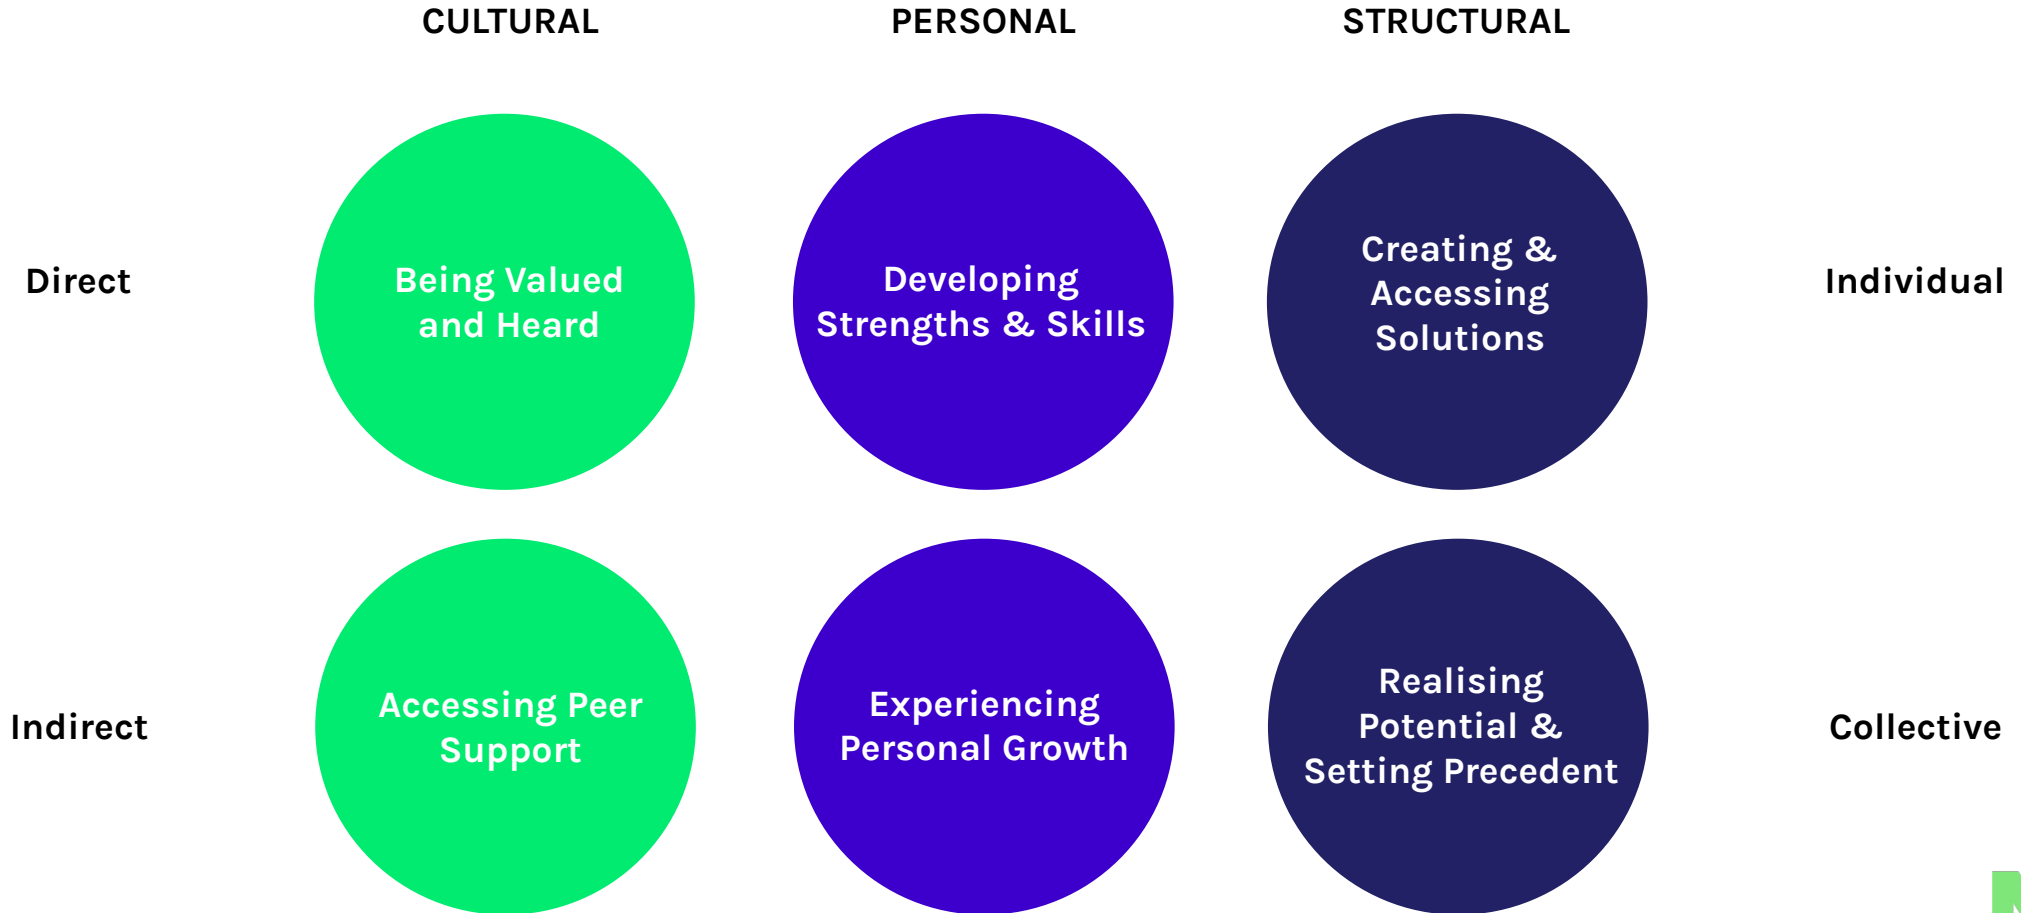 CULTURAL
PERSONAL
STRUCTURAL
Direct
Being Valued
and Heard
Developing
Strengths & Skills
Creating &
Accessing
Solutions
Individual
Indirect
Accessing Peer
Support
Experiencing
Personal Growth
Realising
Potential &
Setting Precedent
Collective